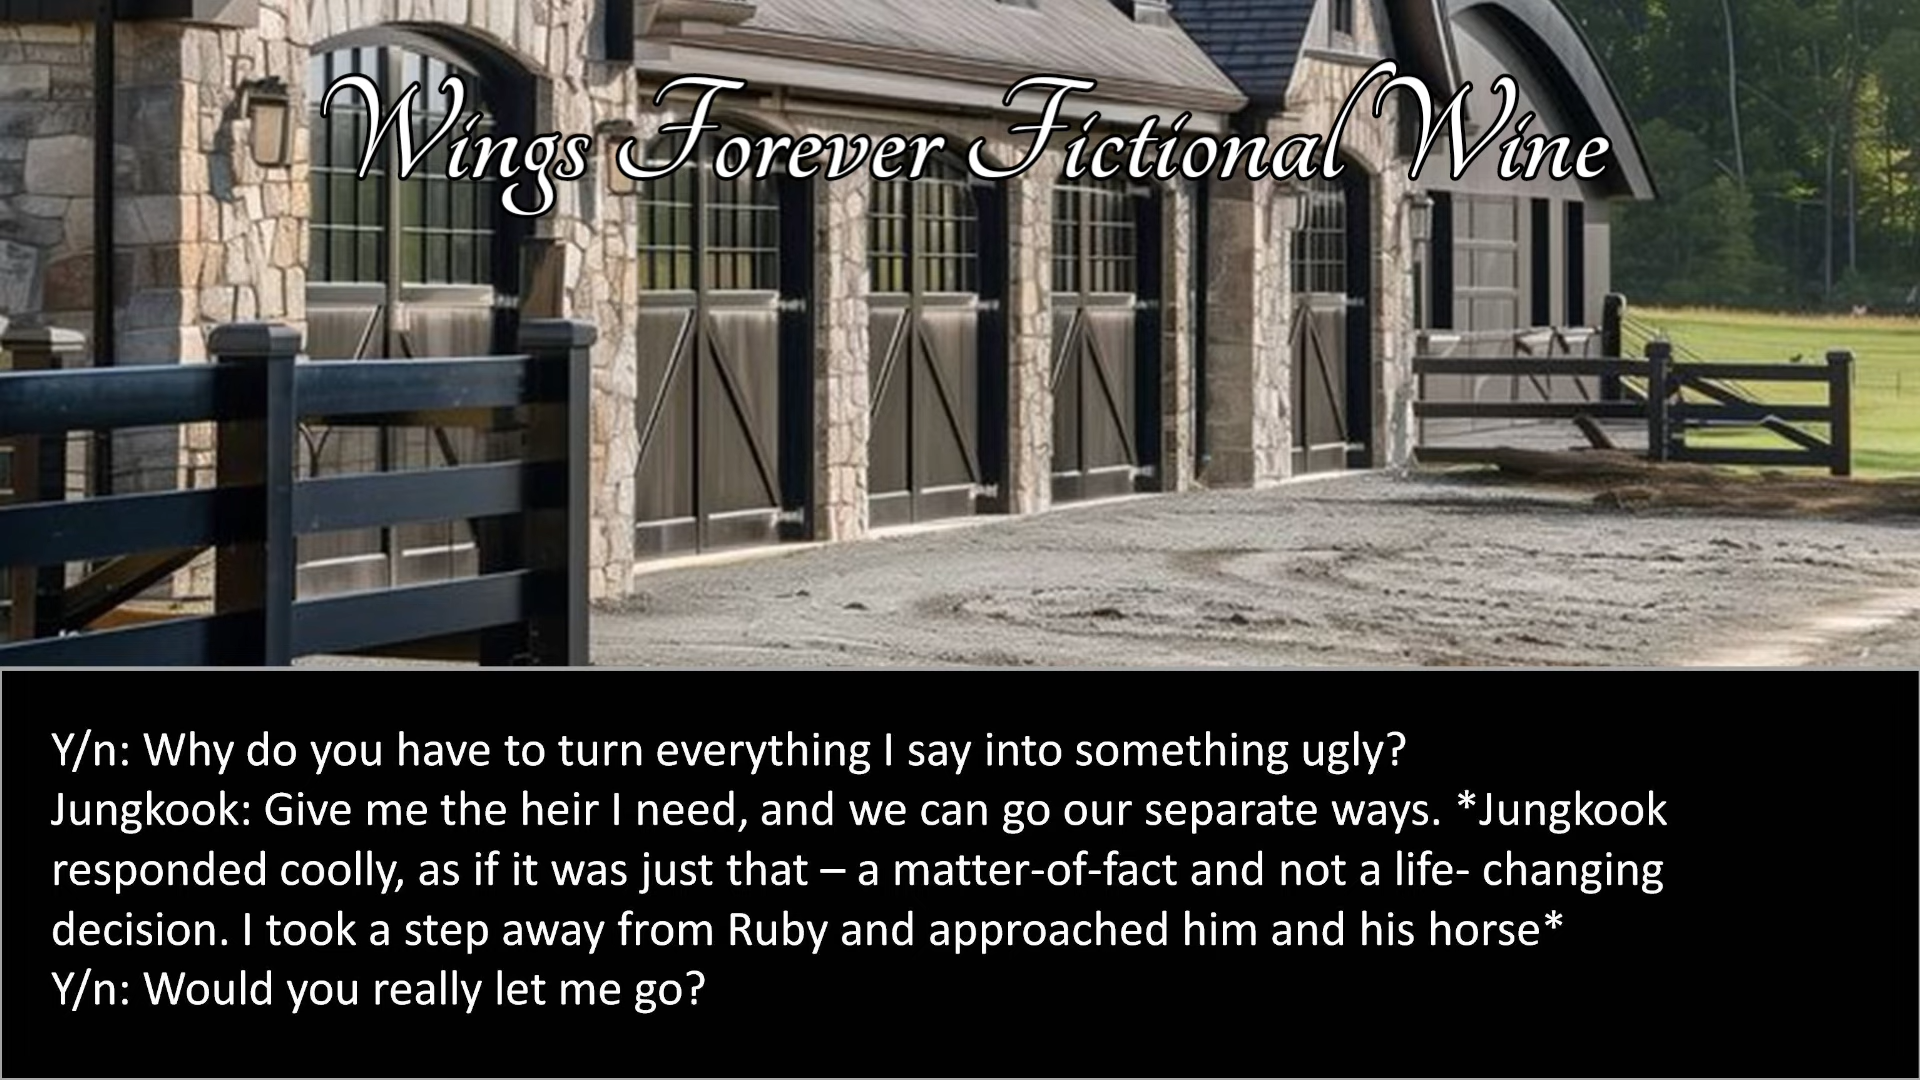 Wings Forever Fictional Wine
Y/n: Why do you have to turn everything I say into something ugly?
Jungkook: Give me the heir I need, and we can go our separate ways. *Jungkook
responded coolly, as if it was just that – a matter-of-fact and not a life- changing
decision. I took a step away from Ruby and approached him and his horse*
Y/n: Would you really let me go?